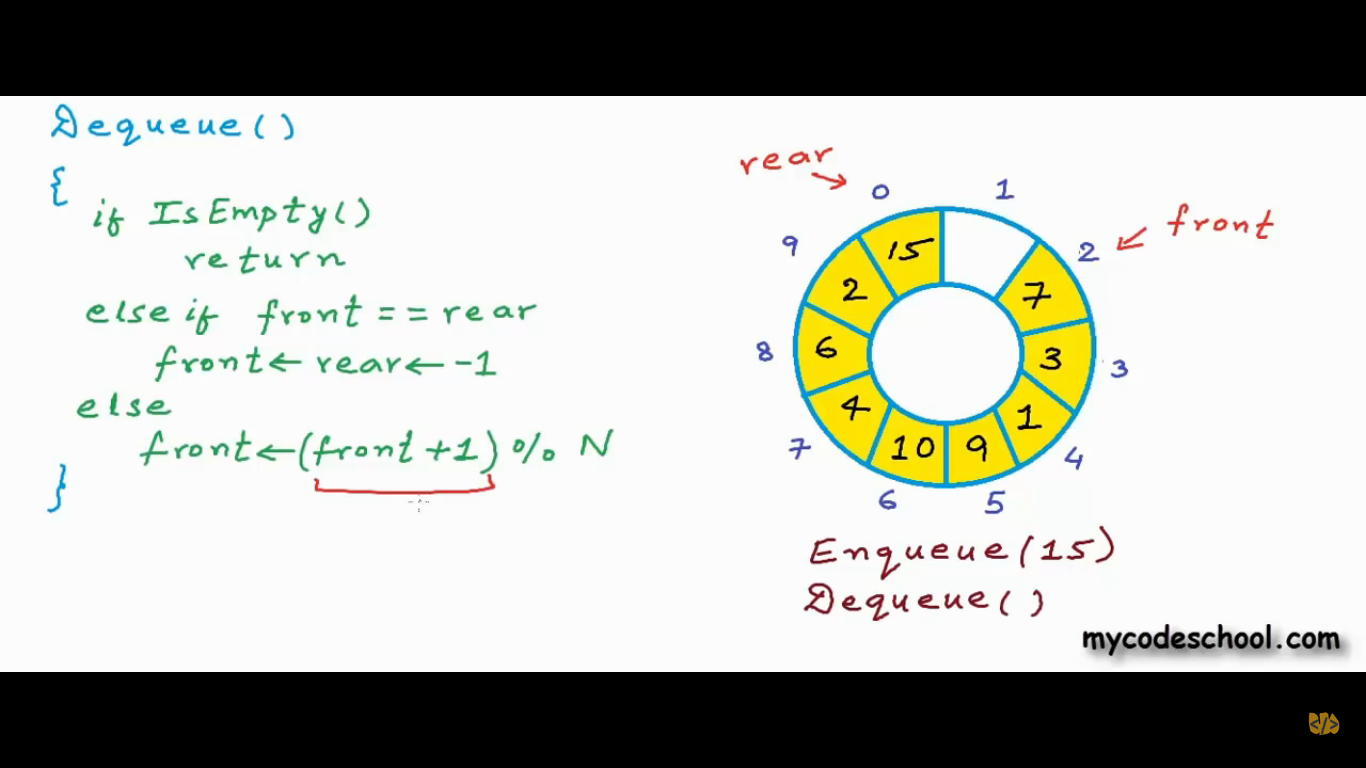 Dequeue()
{
if IsEmpty()
return
else if front == rear
front ← rear ← -1
else
front ← (front +1) % N
}
rear
0
1
2
front
9
15
7
2
8
6
3
3
4
1
7
10
9
4
6
5
Enqueue(15)
Dequeue()
mycodeschool.com